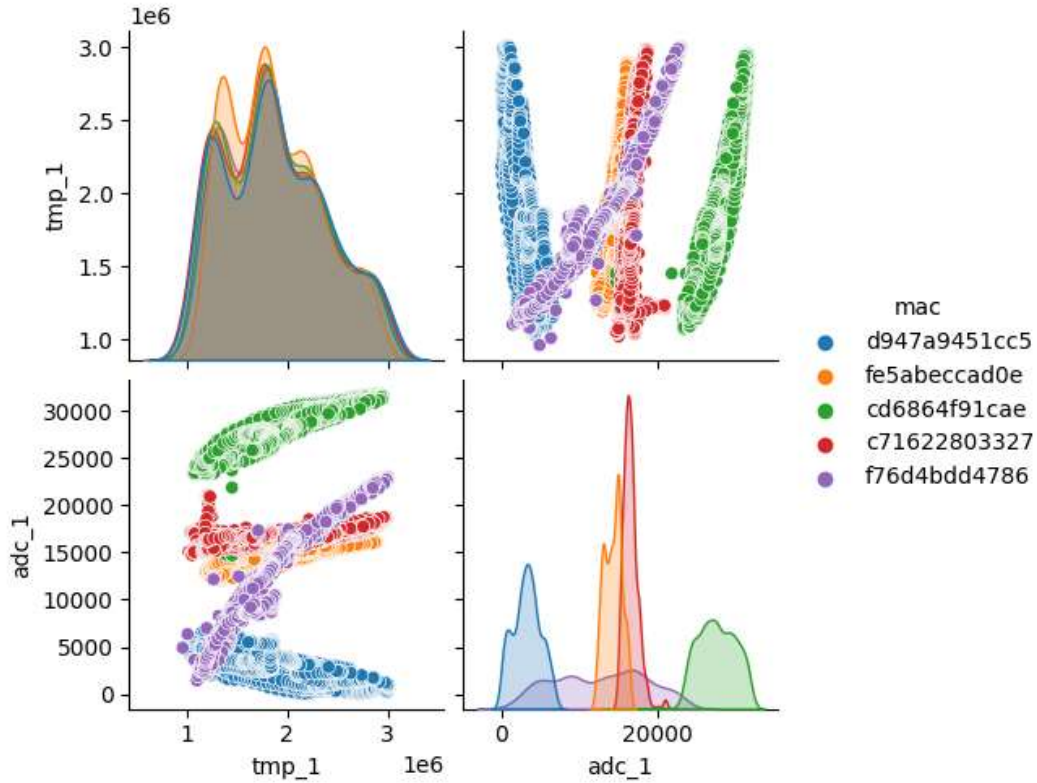 1e6
3.0
2.5
2.0
1.5
1.0
tmp_1
30000
25000
20000
15000
10000
5000
0
adc_1
1
2
3
1e6
tmp_1
0
20000
adc_1
mac
d947a9451cc5
fe5abeccad0e
cd6864f91cae
c71622803327
f76d4bdd4786